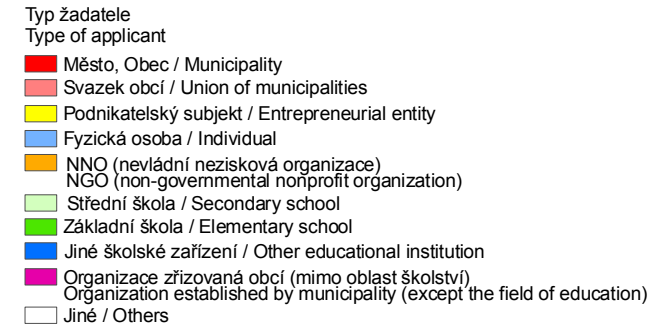 Typ žadatele
Type of applicant
Město, Obec / Municipality
Svazek obcí / Union of municipalities
Podnikatelský subjekt / Entrepreneurial entity
Fyzická osoba / Individual
NNO (nevládní nezisková organizace)
NGO (non-governmental nonprofit organization)
Střední škola / Secondary school
Základní škola / Elementary school
Jiné školské zařízení / Other educational institution
Organizace zřizovaná obcí (mimo oblast školství)
Organization established by municipality (except the field of education)
Jiné / Others